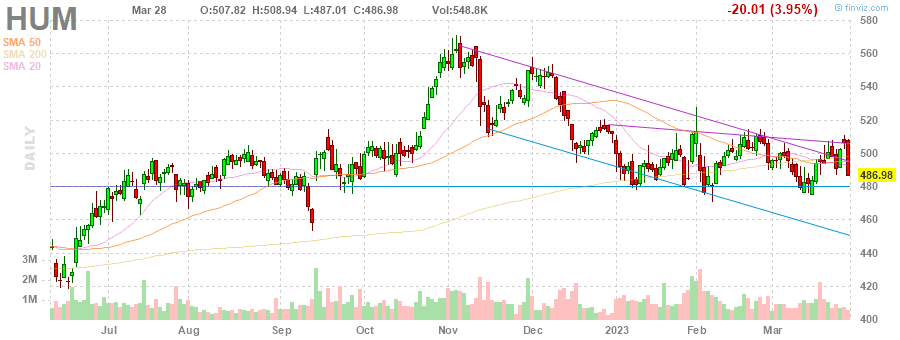 HUM Mar 28 O:507.82 H:508.94 L:487.01 C:486.98 Vol:548.8K -20.01 (3.95%) © finviz.com
SMA 50
SMA 200
SMA 20
DAILY
580
560
540
520
500
486.98
480
460
440
420
400
3M
2M
1M
Jul Aug Sep Oct Nov Dec 2023 Feb Mar